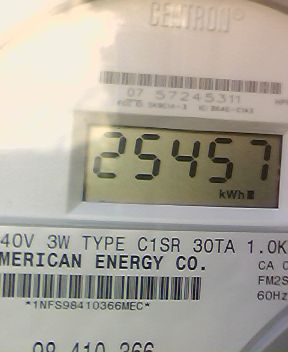 CENTRON®
07 57245311
25457
kWh
40V 3W TYPE C1SR 30TA 1.0K
MERICAN ENERGY CO.
CA 0
FM2S
60Hz
*1NFS98410366MEC*
98 410 366